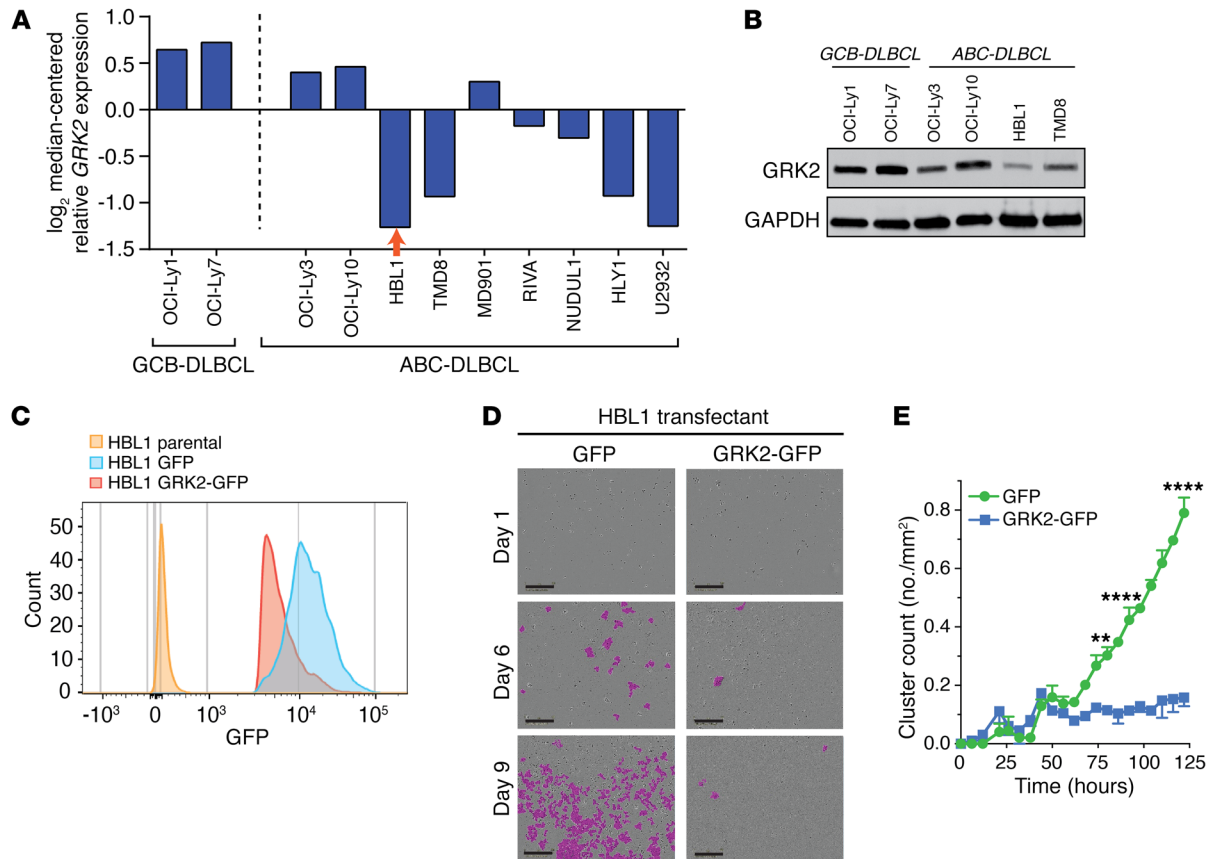 A
log2 median-centered
relative GRK2 expression
1.0
0.5
0.0
-0.5
-1.0
-1.5
OCI-Ly1
OCI-Ly7
OCI-Ly3
OCI-Ly10
HBL1
TMD8
MD901
RIVA
NUDUL1
HLY1
U2932
GCB-DLBCL
ABC-DLBCL
B
GCB-DLBCL ABC-DLBCL
OCI-Ly1
OCI-Ly7
OCI-Ly3
OCI-Ly10
HBL1
TMD8
GRK2
GAPDH
C
HBL1 parental
HBL1 GFP
HBL1 GRK2-GFP
Count
50
40
30
20
10
0
-10³ 0 10³ 10⁴ 10⁵
GFP
D
HBL1 transfectant
GFP GRK2-GFP
Day 1
Day 6
Day 9
E
GFP
GRK2-GFP
Cluster count (no./mm²)
0.8
0.6
0.4
0.2
0.0
**
****
****
0 25 50 75 100 125
Time (hours)